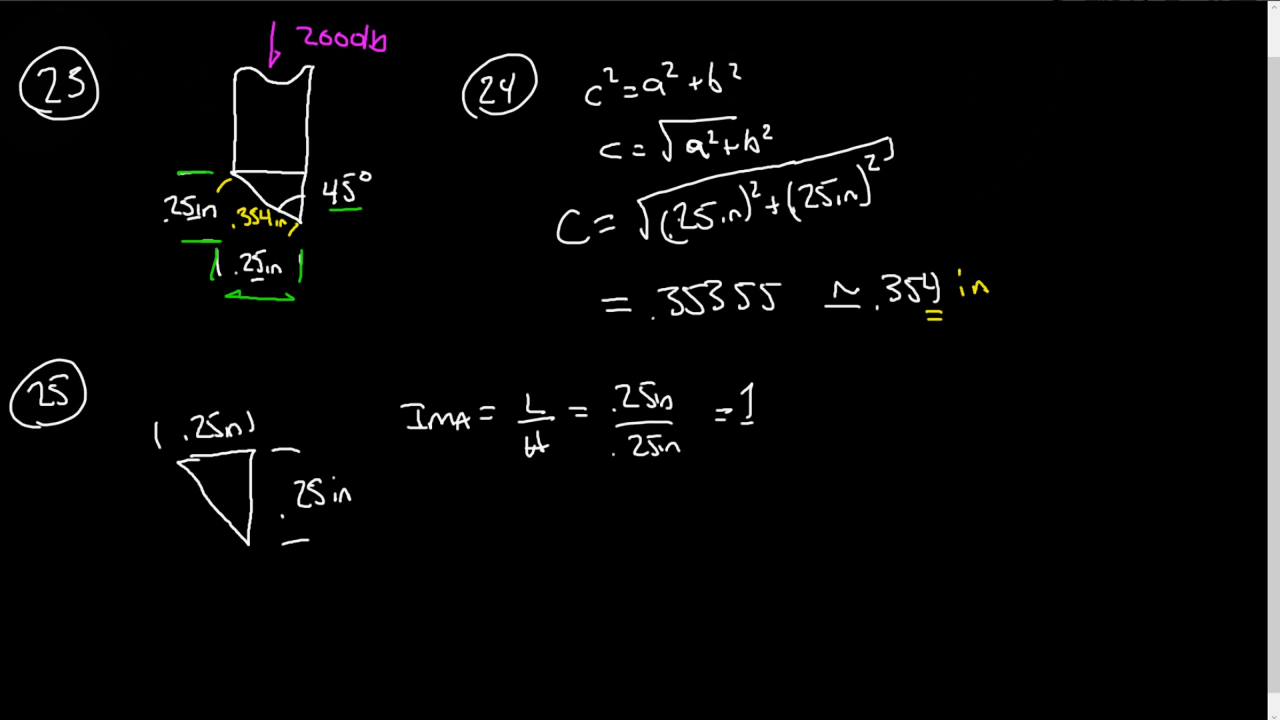 23
2000lb
45°
.25in
.354in
.25in
24
c² = a² + b²
c = √a² + b²
C = √(.25in)² + (.25in)²
= .35355 ≃ .354 in
25
.25in
.25in
IMA = L/H = .25in/.25in = 1